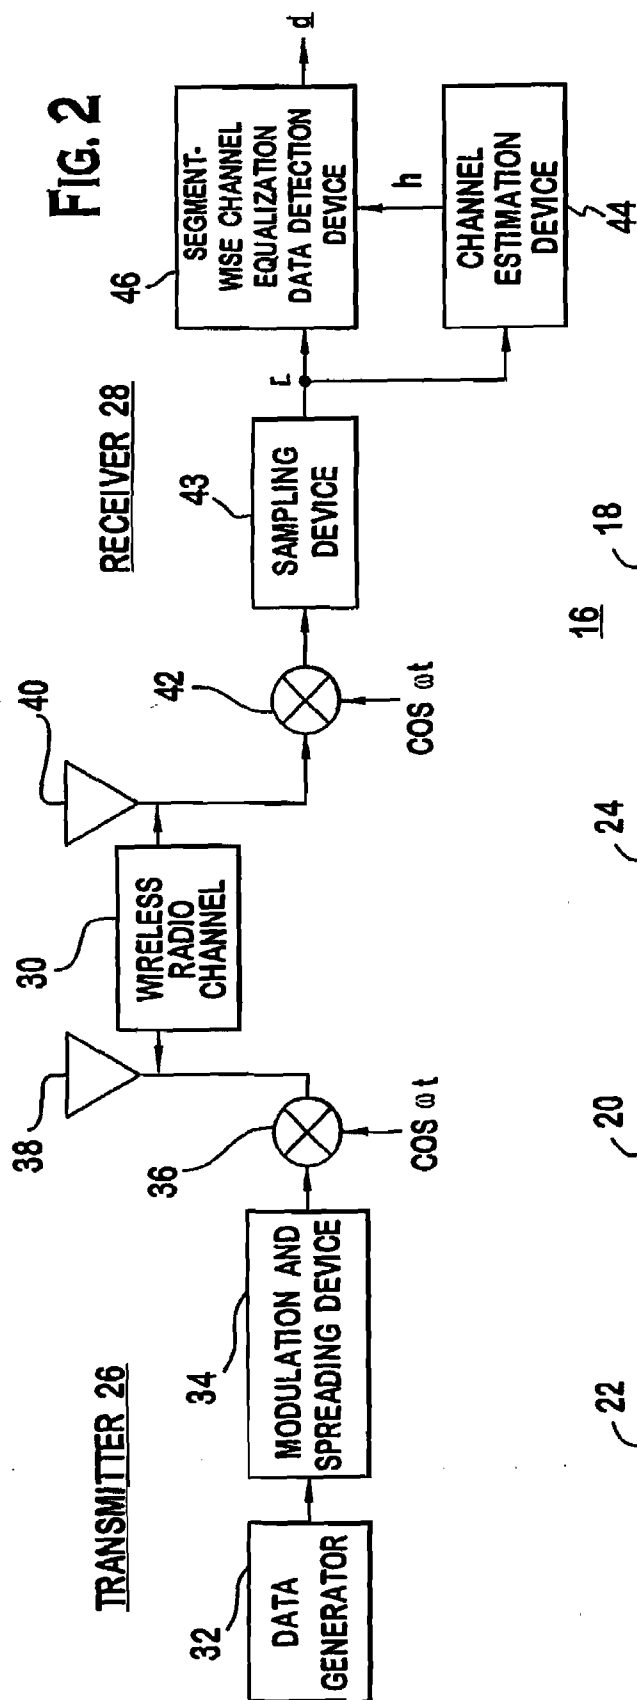 FIG. 2
TRANSMITTER 26
RECEIVER 28
32
DATA
GENERATOR
34
MODULATION AND
SPREADING DEVICE
36
COS ωt
38
30
WIRELESS
RADIO
CHANNEL
40
42
COS ωt
43
SAMPLING
DEVICE
r
46
SEGMENT-
WISE CHANNEL
EQUALIZATION
DATA DETECTION
DEVICE
d
h
CHANNEL
ESTIMATION
DEVICE
44
22
20
24
16
18